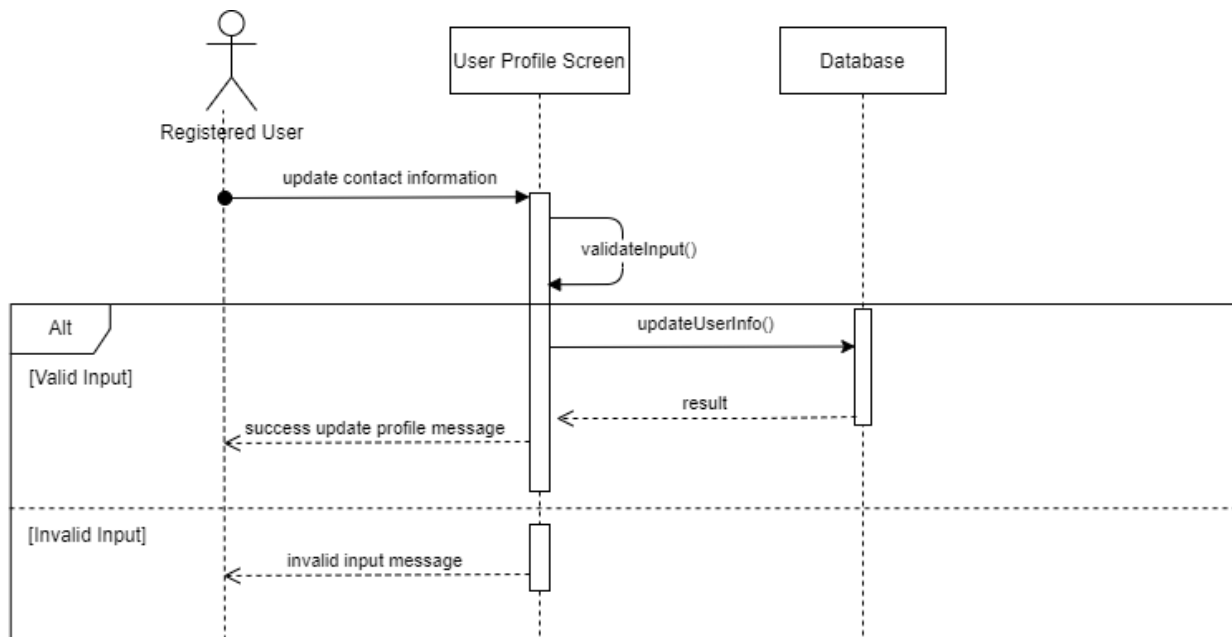 User Profile Screen
Database
Registered User
update contact information
validateInput()
Alt
updateUserInfo()
[Valid Input]
result
success update profile message
[Invalid Input]
invalid input message